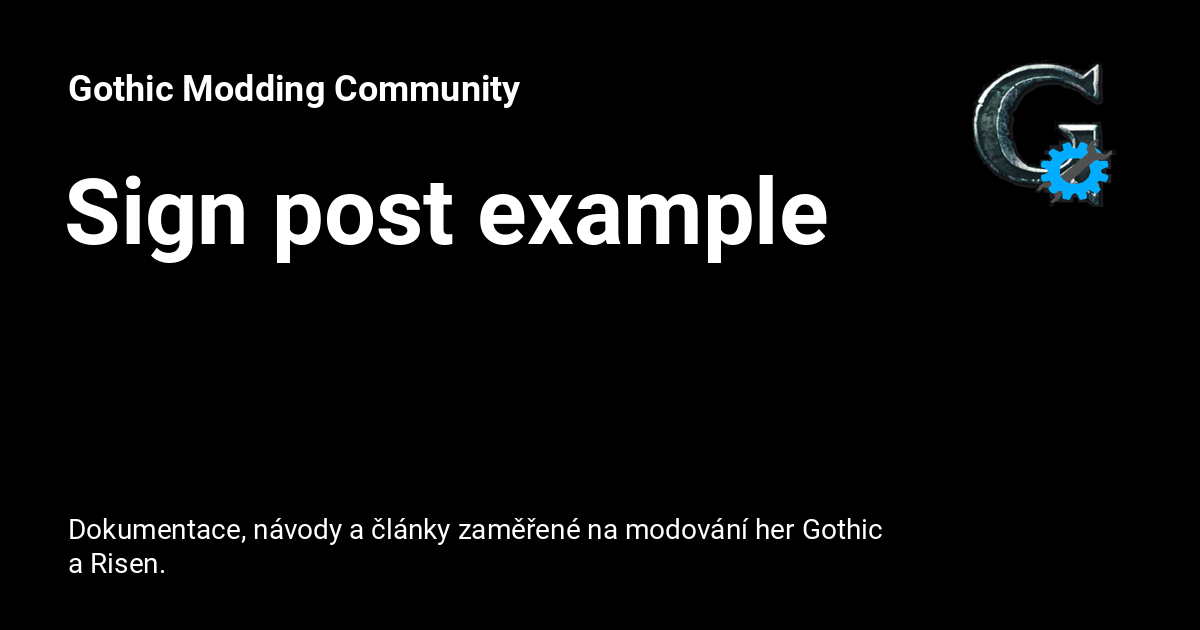 Gothic Modding Community
Sign post example
Dokumentace, návody a články zaměřené na modování her Gothic
a Risen.